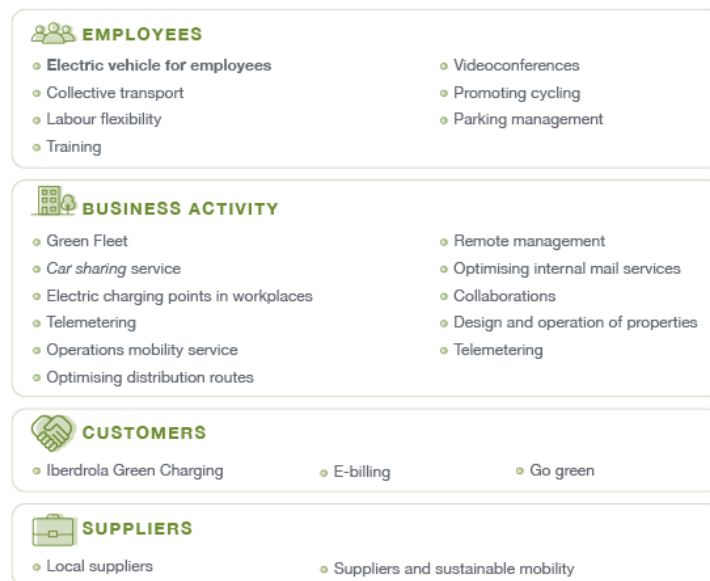 EMPLOYEES
Electric vehicle for employees
Collective transport
Labour flexibility
Training
Videoconferences
Promoting cycling
Parking management
BUSINESS ACTIVITY
Green Fleet
Car sharing service
Electric charging points in workplaces
Telemetering
Operations mobility service
Optimising distribution routes
Remote management
Optimising internal mail services
Collaborations
Design and operation of properties
Telemetering
CUSTOMERS
Iberdrola Green Charging
E-billing
Go green
SUPPLIERS
Local suppliers
Suppliers and sustainable mobility